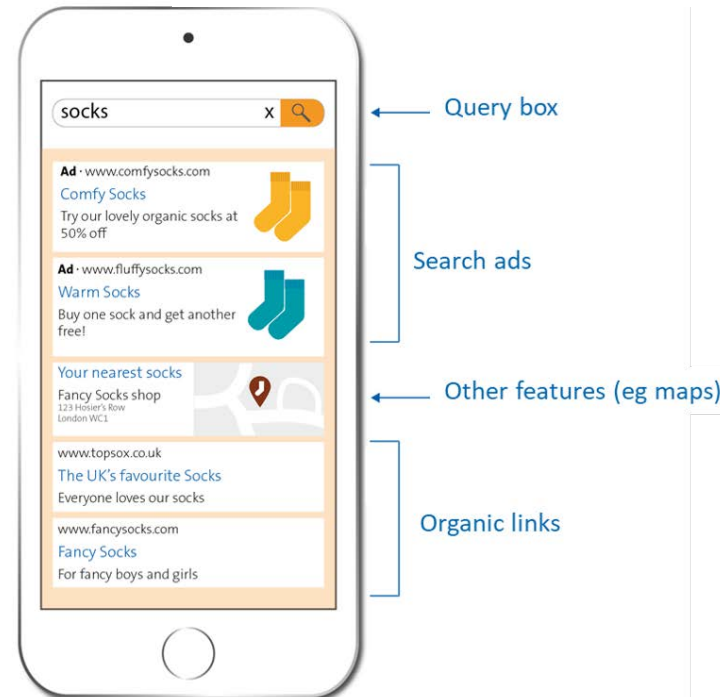 socks x
Query box
Ad · www.comfysocks.com
Comfy Socks
Try our lovely organic socks at
50% off
Ad · www.fluffysocks.com
Warm Socks
Buy one sock and get another
free!
Search ads
Your nearest socks
Fancy Socks shop
123 Hosier's Row
London WC1
Other features (eg maps)
www.topsox.co.uk
The UK's favourite Socks
Everyone loves our socks
www.fancysocks.com
Fancy Socks
For fancy boys and girls
Organic links